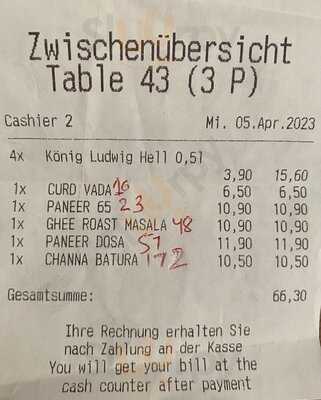 Zwischenübersicht
Table 43 (3 P)
Cashier 2 Mi. 05.Apr.2023
4x König Ludwig Hell 0,5l
3,90 15,60
1x CURD VADA 16 6,50 6,50
1x PANEER 65 23 10,90 10,90
1x GHEE ROAST MASALA 48 10,90 10,90
1x PANEER DOSA 57 11,90 11,90
1x CHANNA BATURA 172 10,50 10,50
Gesamtsumme: 66,30
Ihre Rechnung erhalten Sie
nach Zahlung an der Kasse
You will get your bill at the
cash counter after payment